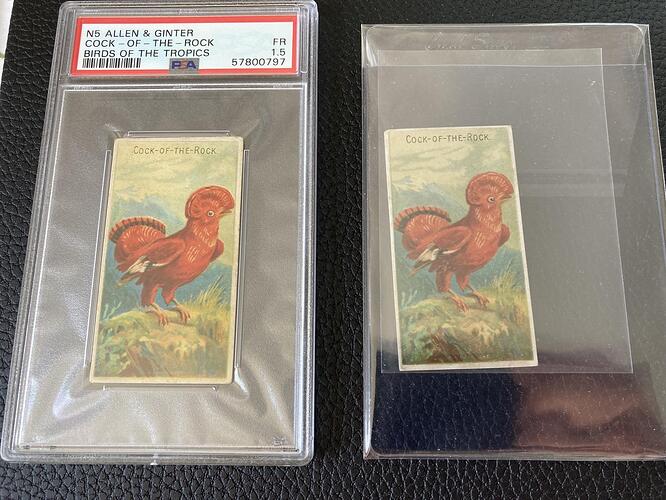 N5 ALLEN & GINTER
COCK-OF-THE-ROCK FR
BIRDS OF THE TROPICS 1.5
PSA 57800797
COCK-OF-THE-ROCK
COCK-OF-THE-ROCK